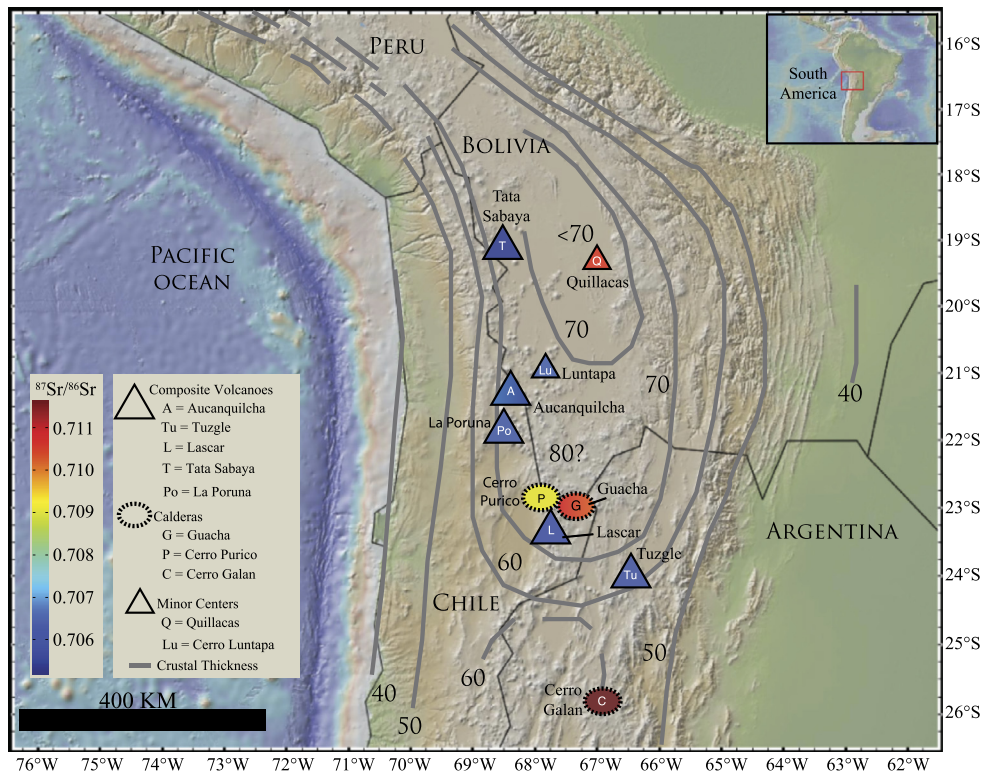 PERU
BOLIVIA
PACIFIC
OCEAN
CHILE
ARGENTINA
South
America
16°S
17°S
18°S
19°S
20°S
21°S
22°S
23°S
24°S
25°S
26°S
Tata
Sabaya
T
<70
Q
Quillacas
70
Lu
Luntapa
70
A
Aucanquilcha
La Poruna
Po
80?
40
Cerro
Purico
P
G
Guacha
L
Lascar
60
Tuzgle
Tu
50
60
40
50
Cerro
Galan
C
87Sr/86Sr
0.711
0.710
0.709
0.708
0.707
0.706
Composite Volcanoes
A = Aucanquilcha
Tu = Tuzgle
L = Lascar
T = Tata Sabaya
Po = La Poruna
Calderas
G = Guacha
P = Cerro Purico
C = Cerro Galan
Minor Centers
Q = Quillacas
Lu = Cerro Luntapa
Crustal Thickness
400 KM
76°W 75°W 74°W 73°W 72°W 71°W 70°W 69°W 68°W 67°W 66°W 65°W 64°W 63°W 62°W